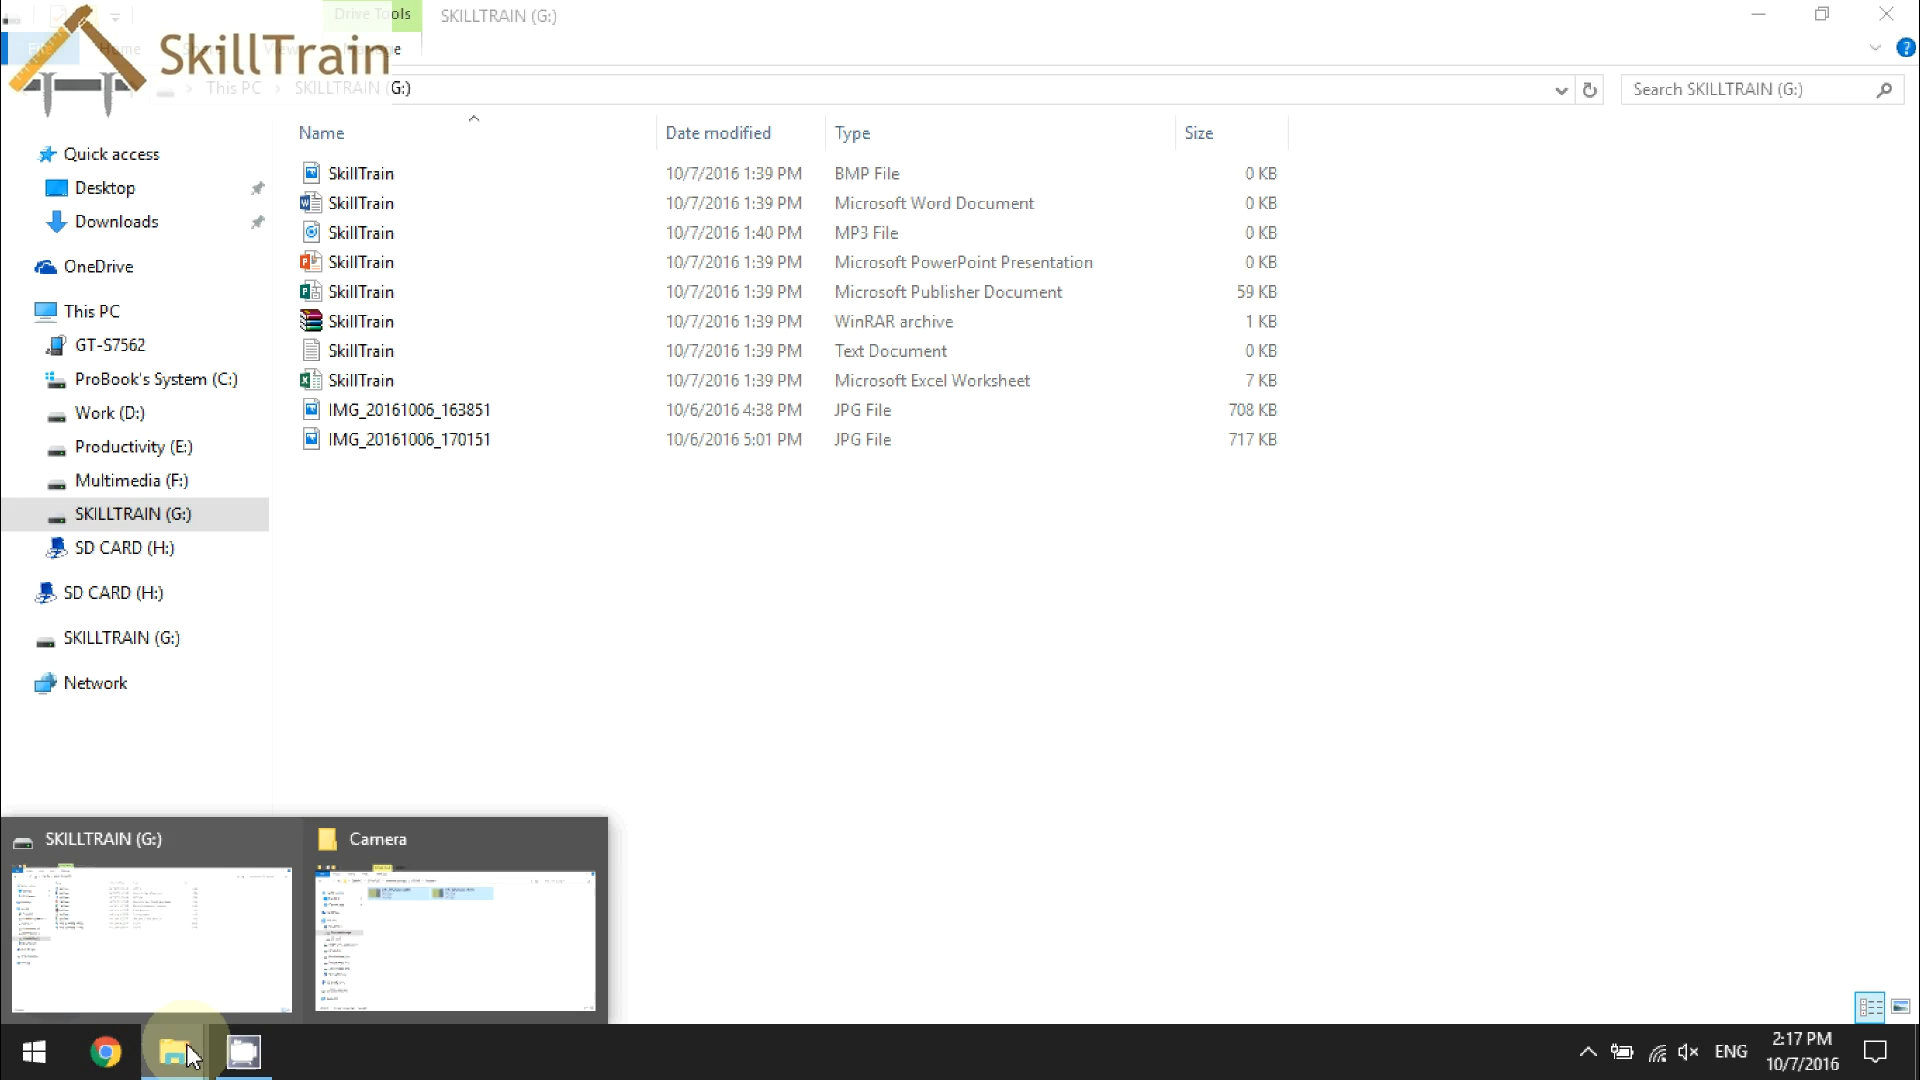 Drive Tools SKILLTRAIN (G:)
Home Share View Manage
SkillTrain
This PC SKILLTRAIN (G:) Search SKILLTRAIN (G:)
Name Date modified Type Size
Quick access
Desktop
Downloads
OneDrive
This PC
GT-S7562
ProBook's System (C:)
Work (D:)
Productivity (E:)
Multimedia (F:)
SKILLTRAIN (G:)
SD CARD (H:)
SD CARD (H:)
SKILLTRAIN (G:)
Network
SkillTrain 10/7/2016 1:39 PM BMP File 0 KB
SkillTrain 10/7/2016 1:39 PM Microsoft Word Document 0 KB
SkillTrain 10/7/2016 1:40 PM MP3 File 0 KB
SkillTrain 10/7/2016 1:39 PM Microsoft PowerPoint Presentation 0 KB
SkillTrain 10/7/2016 1:39 PM Microsoft Publisher Document 59 KB
SkillTrain 10/7/2016 1:39 PM WinRAR archive 1 KB
SkillTrain 10/7/2016 1:39 PM Text Document 0 KB
SkillTrain 10/7/2016 1:39 PM Microsoft Excel Worksheet 7 KB
IMG_20161006_163851 10/6/2016 4:38 PM JPG File 708 KB
IMG_20161006_170151 10/6/2016 5:01 PM JPG File 717 KB
SKILLTRAIN (G:) Camera
ENG 2:17 PM
10/7/2016